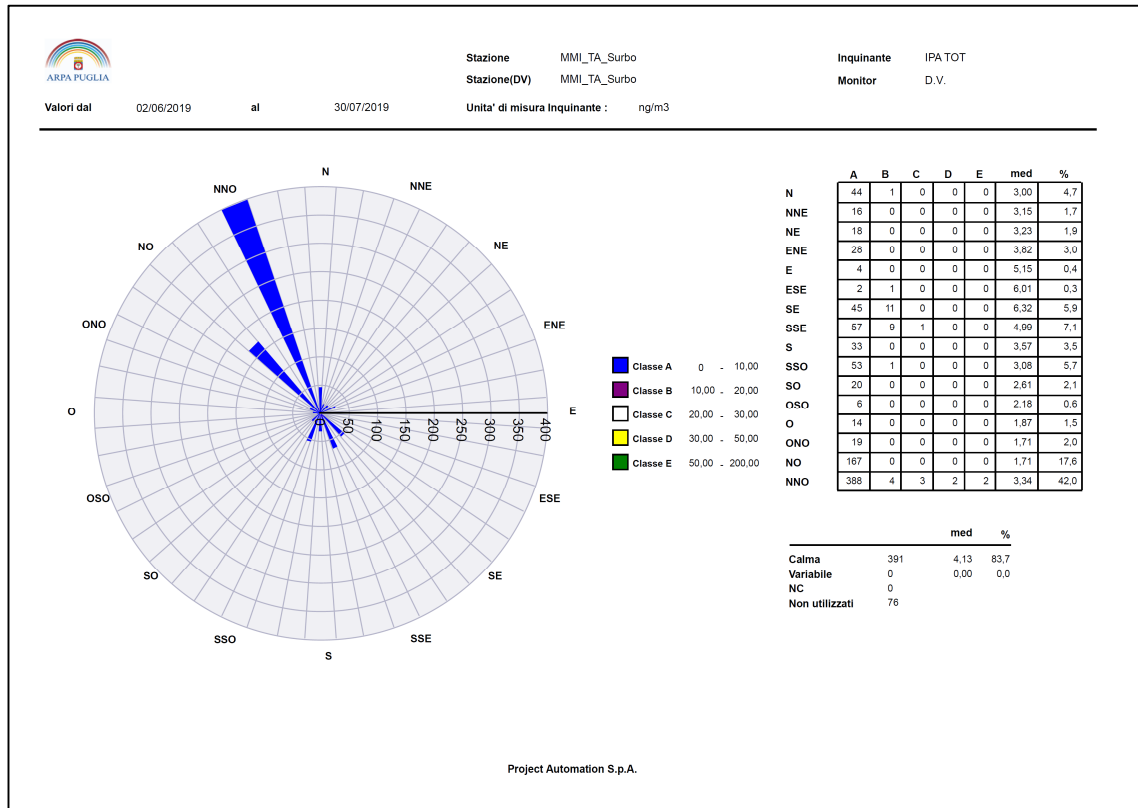 ARPA PUGLIA
Stazione MMI_TA_Surbo
Stazione(DV) MMI_TA_Surbo
Inquinante IPA TOT
Monitor D.V.
Valori dal 02/06/2019 al 30/07/2019 Unita' di misura Inquinante : ng/m3
N
NNE
NE
ENE
E
ESE
SE
SSE
S
SSO
SO
OSO
O
ONO
NO
NNO
0 50 100 150 200 250 300 350 400
Classe A 0 - 10,00
Classe B 10,00 - 20,00
Classe C 20,00 - 30,00
Classe D 30,00 - 50,00
Classe E 50,00 - 200,00
A B C D E med %
N 44 1 0 0 0 3,00 4,7
NNE 16 0 0 0 0 3,15 1,7
NE 18 0 0 0 0 3,23 1,9
ENE 28 0 0 0 0 3,82 3,0
E 4 0 0 0 0 5,15 0,4
ESE 2 1 0 0 0 6,01 0,3
SE 45 11 0 0 0 6,32 5,9
SSE 57 9 1 0 0 4,99 7,1
S 33 0 0 0 0 3,57 3,5
SSO 53 1 0 0 0 3,08 5,7
SO 20 0 0 0 0 2,61 2,1
OSO 6 0 0 0 0 2,18 0,6
O 14 0 0 0 0 1,87 1,5
ONO 19 0 0 0 0 1,71 2,0
NO 167 0 0 0 0 1,71 17,6
NNO 388 4 3 2 2 3,34 42,0
med %
Calma 391 4,13 83,7
Variabile 0 0,00 0,0
NC 0
Non utilizzati 76
Project Automation S.p.A.